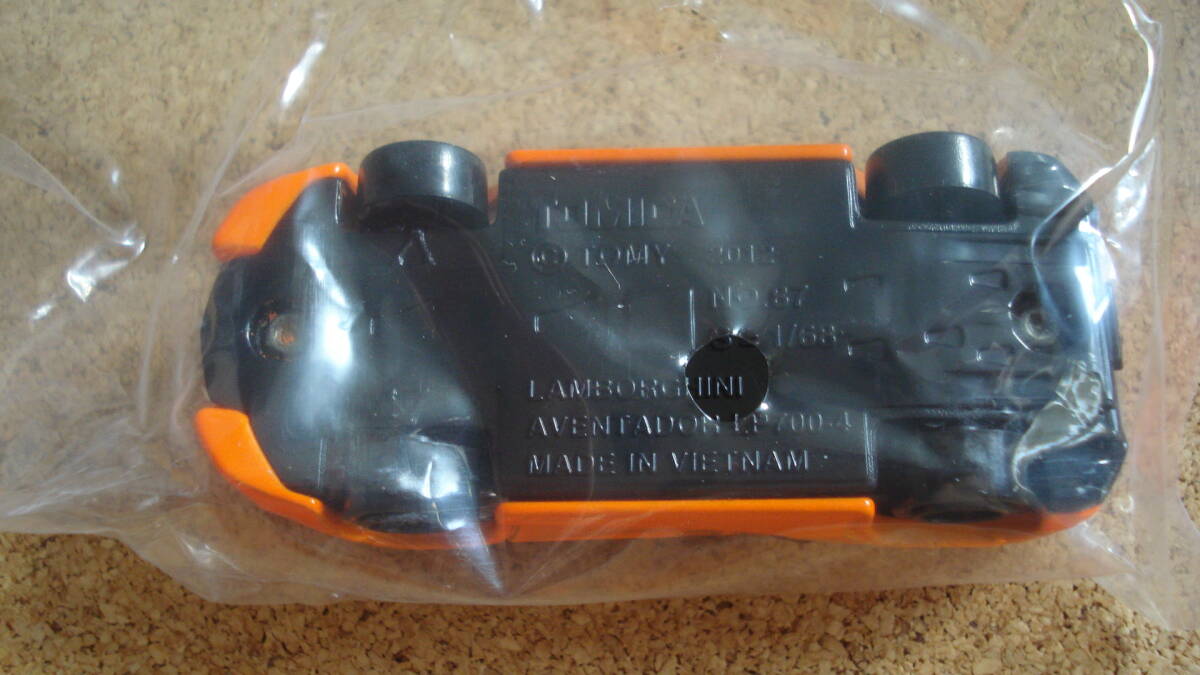 TOMICA
© TOMY 2012
NO.87
1/68
LAMBORGHINI
AVENTADOR LP700-4
MADE IN VIETNAM